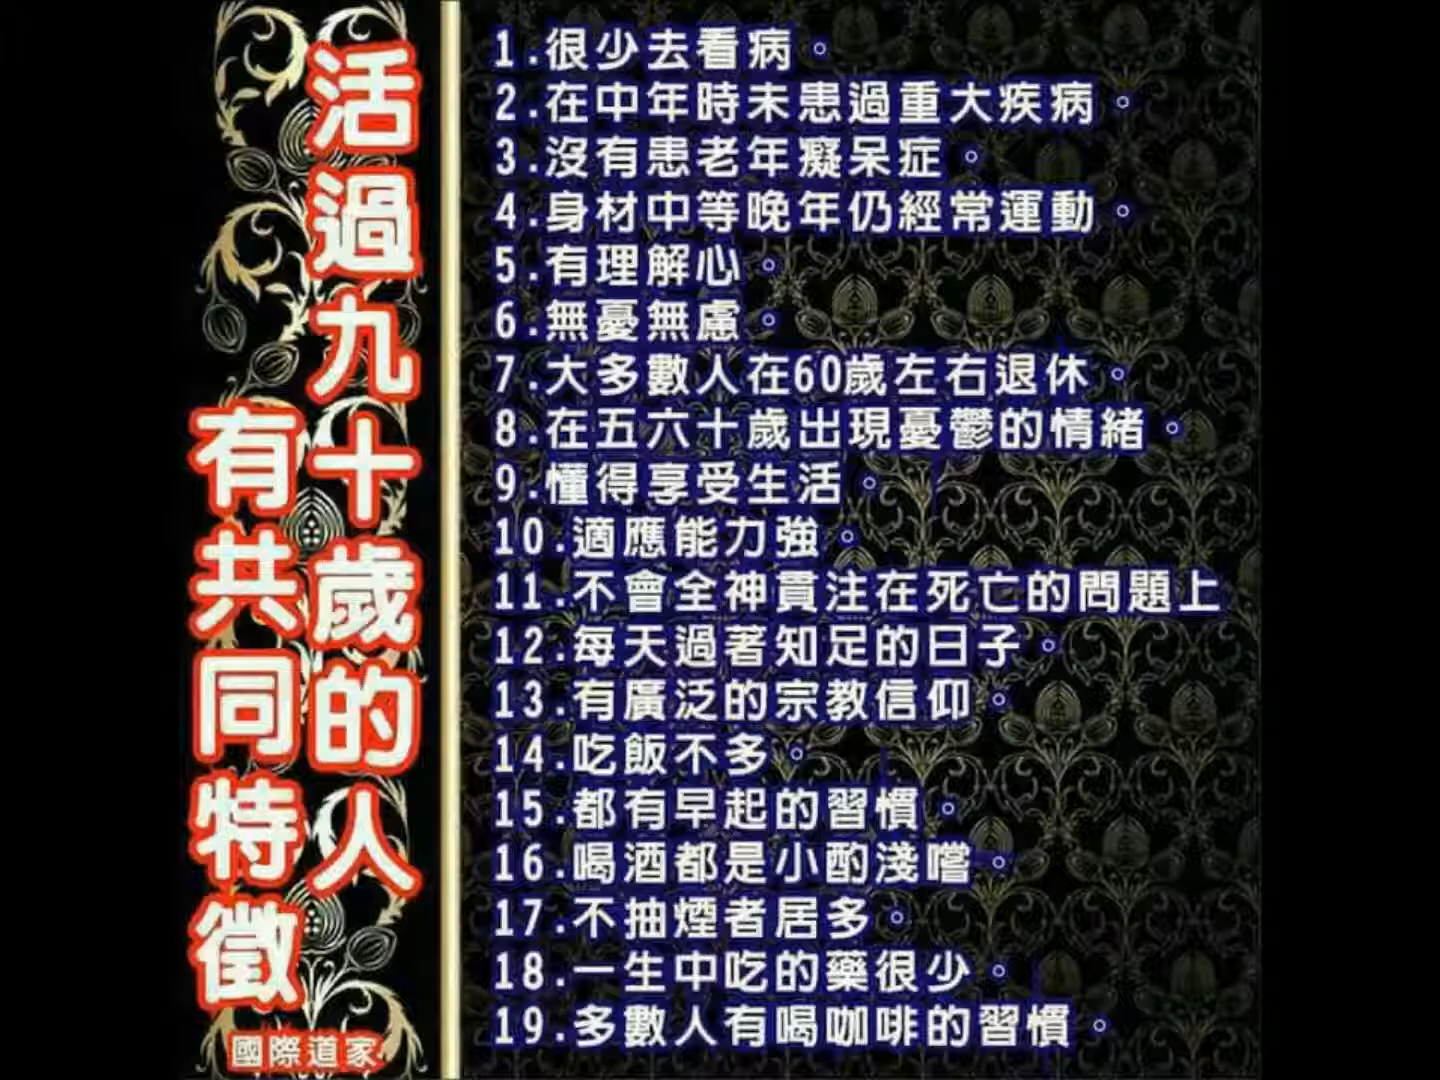 活過九十歲的人
有共同特徵
國際道家
1.很少去看病。
2.在中年時未患過重大疾病。
3.沒有患老年癡呆症。
4.身材中等晚年仍經常運動。
5.有理解心。
6.無憂無慮。
7.大多數人在60歲左右退休。
8.在五六十歲出現憂鬱的情緒。
9.懂得享受生活。
10.適應能力強。
11.不會全神貫注在死亡的問題上
12.每天過著知足的日子。
13.有廣泛的宗教信仰。
14.吃飯不多。
15.都有早起的習慣。
16.喝酒都是小酌淺嚐。
17.不抽煙者居多。
18.一生中吃的藥很少。
19.多數人有喝咖啡的習慣。